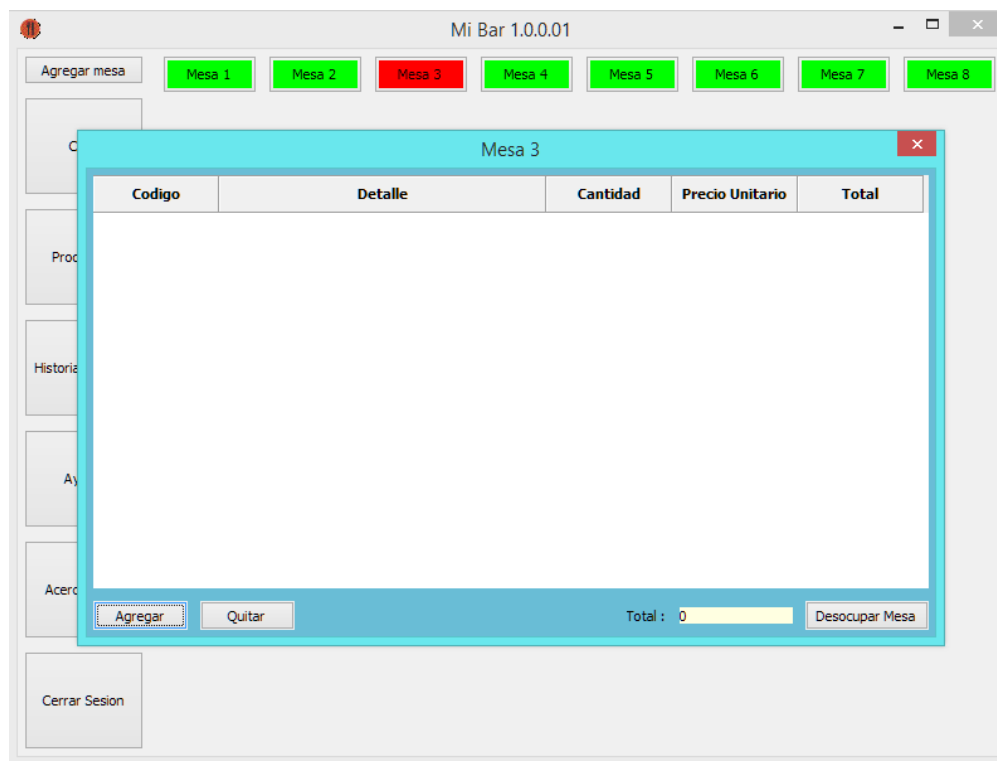 Mi Bar 1.0.0.01
Agregar mesa
Mesa 1
Mesa 2
Mesa 3
Mesa 4
Mesa 5
Mesa 6
Mesa 7
Mesa 8
Mesa 3
Codigo
Detalle
Cantidad
Precio Unitario
Total
Agregar
Quitar
Total :
0
Desocupar Mesa
Cerrar Sesion